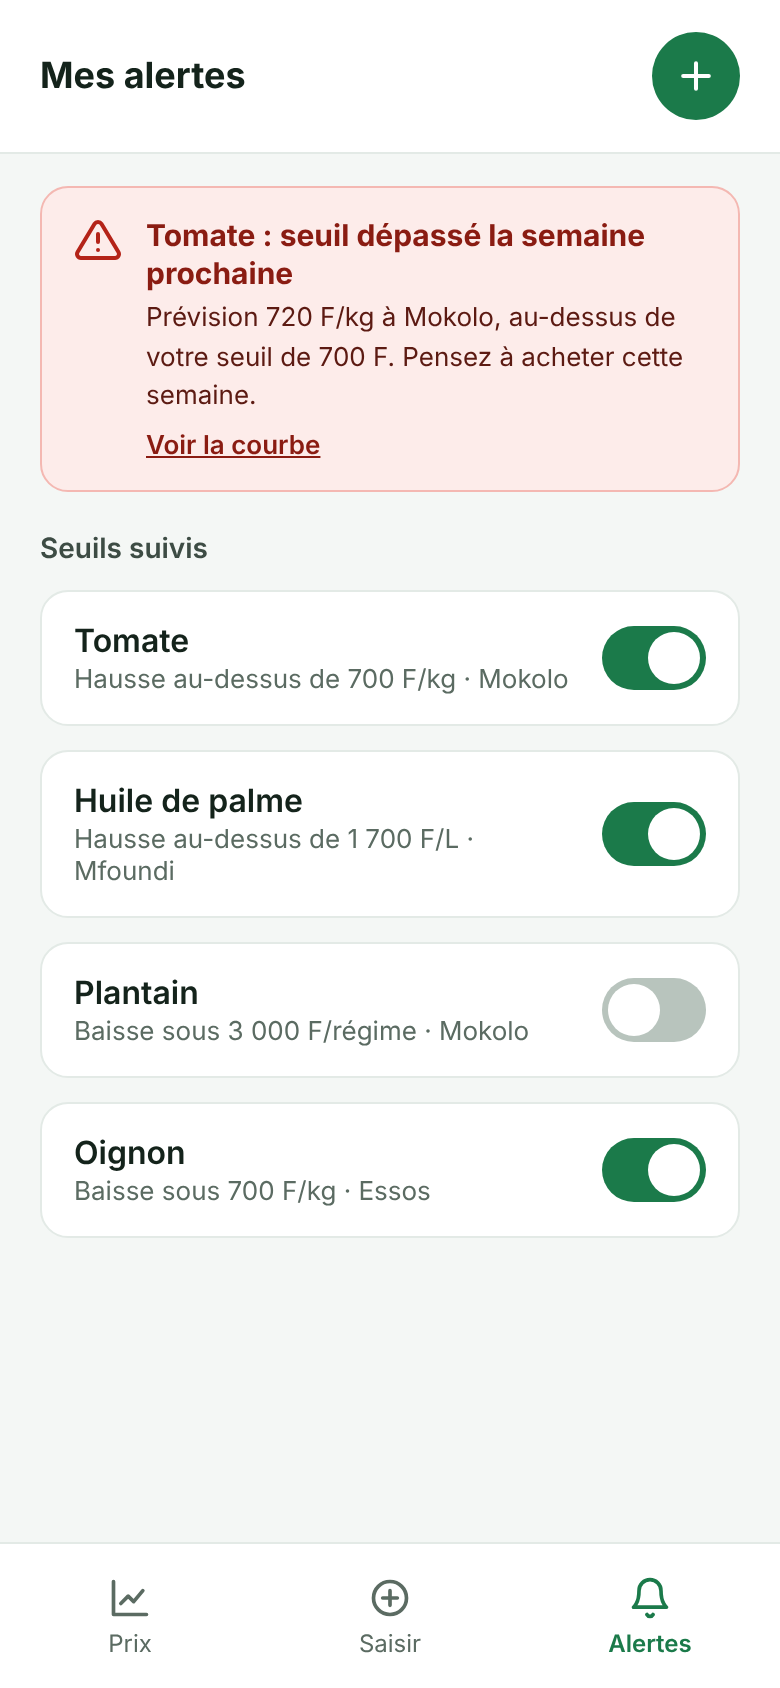 Mes alertes
Tomate : seuil dépassé la semaine
prochaine
Prévision 720 F/kg à Mokolo, au-dessus de
votre seuil de 700 F. Pensez à acheter cette
semaine.
Voir la courbe
Seuils suivis
Tomate
Hausse au-dessus de 700 F/kg · Mokolo
Huile de palme
Hausse au-dessus de 1 700 F/L ·
Mfoundi
Plantain
Baisse sous 3 000 F/régime · Mokolo
Oignon
Baisse sous 700 F/kg · Essos
Prix
Saisir
Alertes